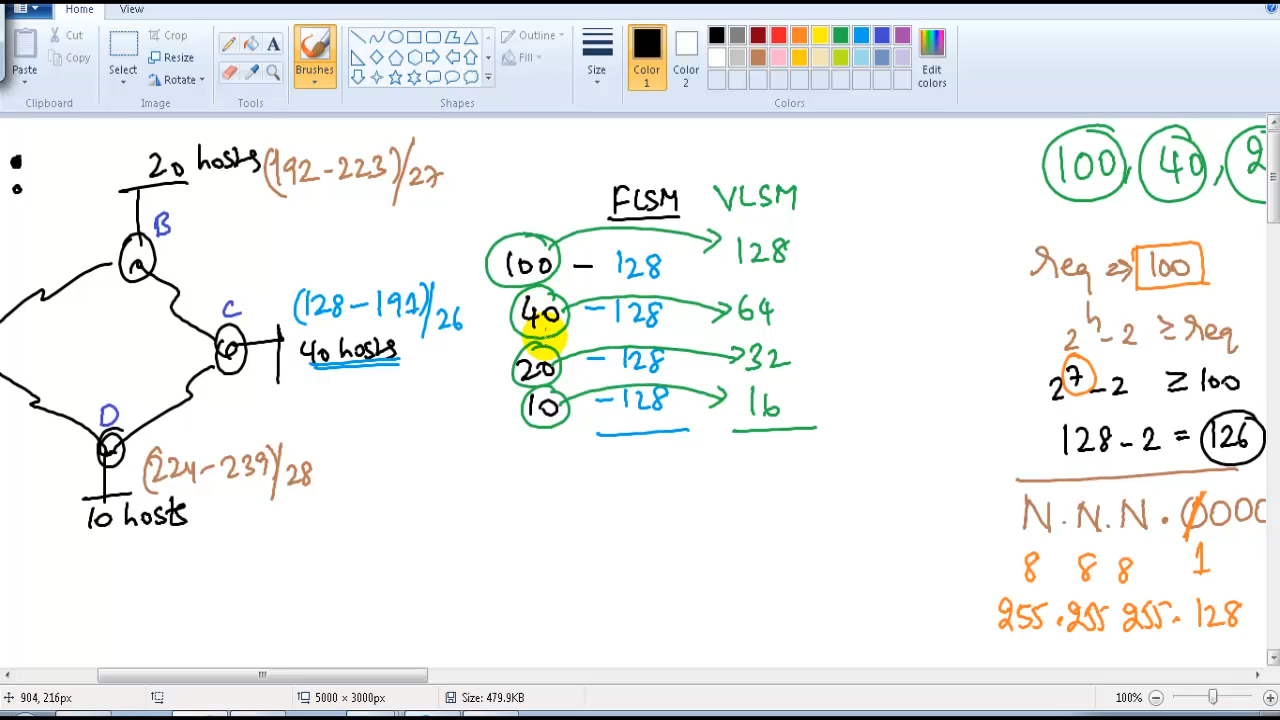 Home
View
Paste
Cut
Copy
Clipboard
Select
Crop
Resize
Rotate
Image
A
Tools
Brushes
Shapes
Outline
Fill
Size
Color
1
Color
2
Edit
colors
Colors
20 hosts (192-223)/27
B
C
(128-191)/26
40 hosts
D
(224-239)/28
10 hosts
FLSM VLSM
100 - 128 128
40 - 128 64
20 - 128 32
10 - 128 16
100, 40, 2
req => 100
2^n - 2 ≥ req
2^7 - 2 ≥ 100
128 - 2 = 126
N.N.N.0000
8 8 8 1
255.255 255.128
904, 216px
5000 × 3000px
Size: 479.9KB
100%